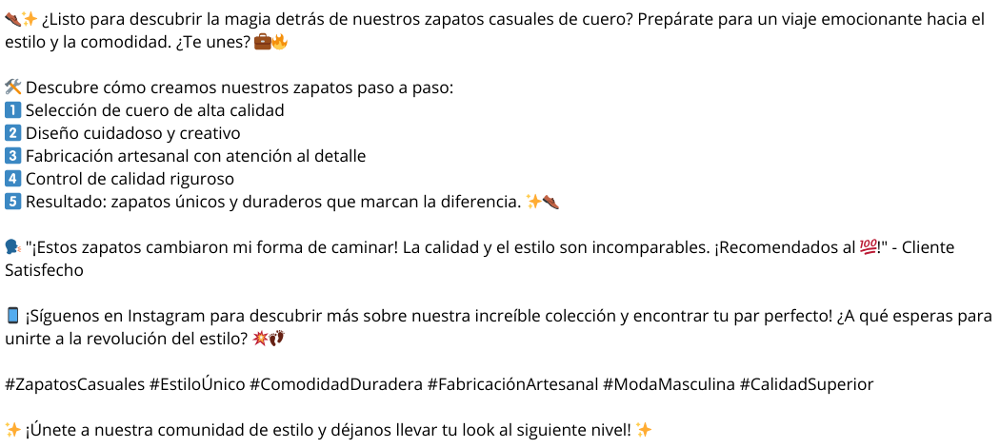 👞✨ ¿Listo para descubrir la magia detrás de nuestros zapatos casuales de cuero? Prepárate para un viaje emocionante hacia el
estilo y la comodidad. ¿Te unes? 💼🔥
🛠️ Descubre cómo creamos nuestros zapatos paso a paso:
1️⃣ Selección de cuero de alta calidad
2️⃣ Diseño cuidadoso y creativo
3️⃣ Fabricación artesanal con atención al detalle
4️⃣ Control de calidad riguroso
5️⃣ Resultado: zapatos únicos y duraderos que marcan la diferencia. ✨👞
🗣️ "¡Estos zapatos cambiaron mi forma de caminar! La calidad y el estilo son incomparables. ¡Recomendados al 💯!" - Cliente
Satisfecho
📱 ¡Síguenos en Instagram para descubrir más sobre nuestra increíble colección y encontrar tu par perfecto! ¿A qué esperas para
unirte a la revolución del estilo? 💥👣
#ZapatosCasuales #EstiloÚnico #ComodidadDuradera #FabricaciónArtesanal #ModaMasculina #CalidadSuperior
✨ ¡Únete a nuestra comunidad de estilo y déjanos llevar tu look al siguiente nivel! ✨